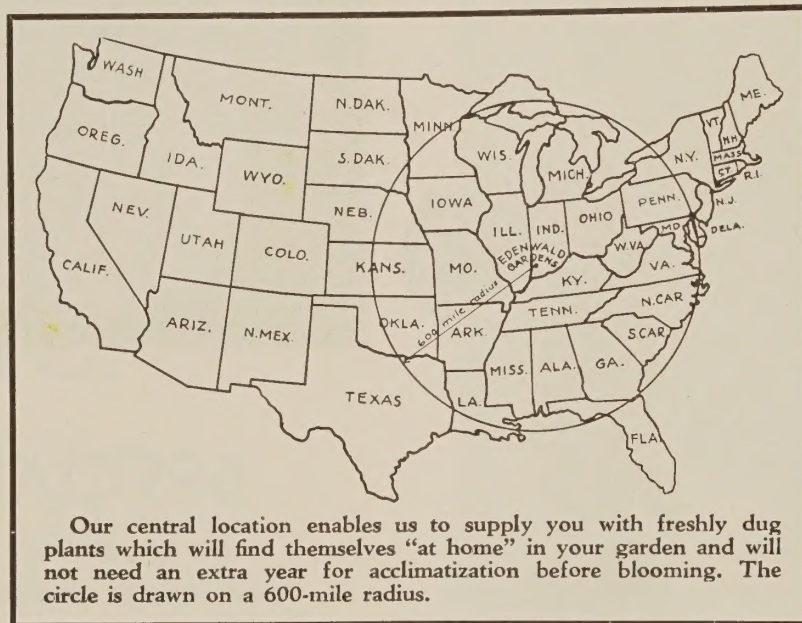 WASH
MONT.
N.DAK.
MINN.
ME.
VT.
N.H.
OREG.
IDA.
WYO.
S.DAK.
WIS.
MICH.
N.Y.
MASS.
CT.
R.I.
NEV.
UTAH
COLO.
NEB.
IOWA
ILL.
IND.
OHIO
PENN.
N.J.
MD.
DELA.
CALIF.
KANS.
MO.
EDENWALD
GARDENS
W.VA.
VA.
KY.
ARIZ.
N.MEX.
OKLA.
600 mile radius
ARK.
TENN.
N.CAR
S.CAR.
TEXAS
LA.
MISS.
ALA.
GA.
FLA.
Our central location enables us to supply you with freshly dug
plants which will find themselves “at home” in your garden and will
not need an extra year for acclimatization before blooming. The
circle is drawn on a 600-mile radius.